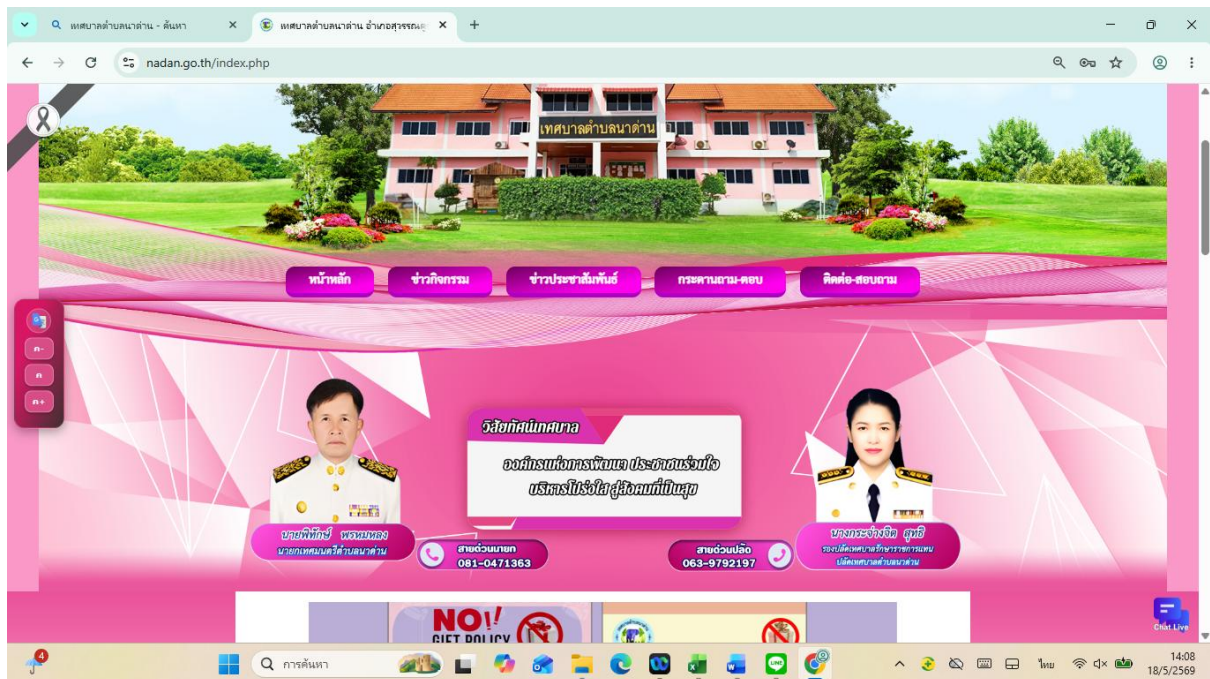 เทศบาลตำบลนาด่าน - ค้นหา
เทศบาลตำบลนาด่าน อำเภอสุวรรณคู
nadan.go.th/index.php
เทศบาลตำบลนาด่าน
หน้าหลัก
ข่าวกิจกรรม
ข่าวประชาสัมพันธ์
กระดานถาม-ตอบ
ติดต่อ-สอบถาม
ก-
ก
ก+
วิสัยทัศน์เทศบาล
องค์กรแห่งการพัฒนา ประชาชนร่วมใจ
บริหารโปร่งใส สู่สังคมที่เป็นสุข
นายพิทักษ์ พรหมหลง
นายกเทศมนตรีตำบลนาด่าน
สายด่วนนายก
081-0471363
สายด่วนปลัด
063-9792197
นางกระจ่างจิต สุทธิ
รองปลัดเทศบาลรักษาราชการแทน
ปลัดเทศบาลตำบลนาด่าน
NO!!
GIFT POLICY
Chat Live
4
การค้นหา
ไทย
14:08
18/5/2569